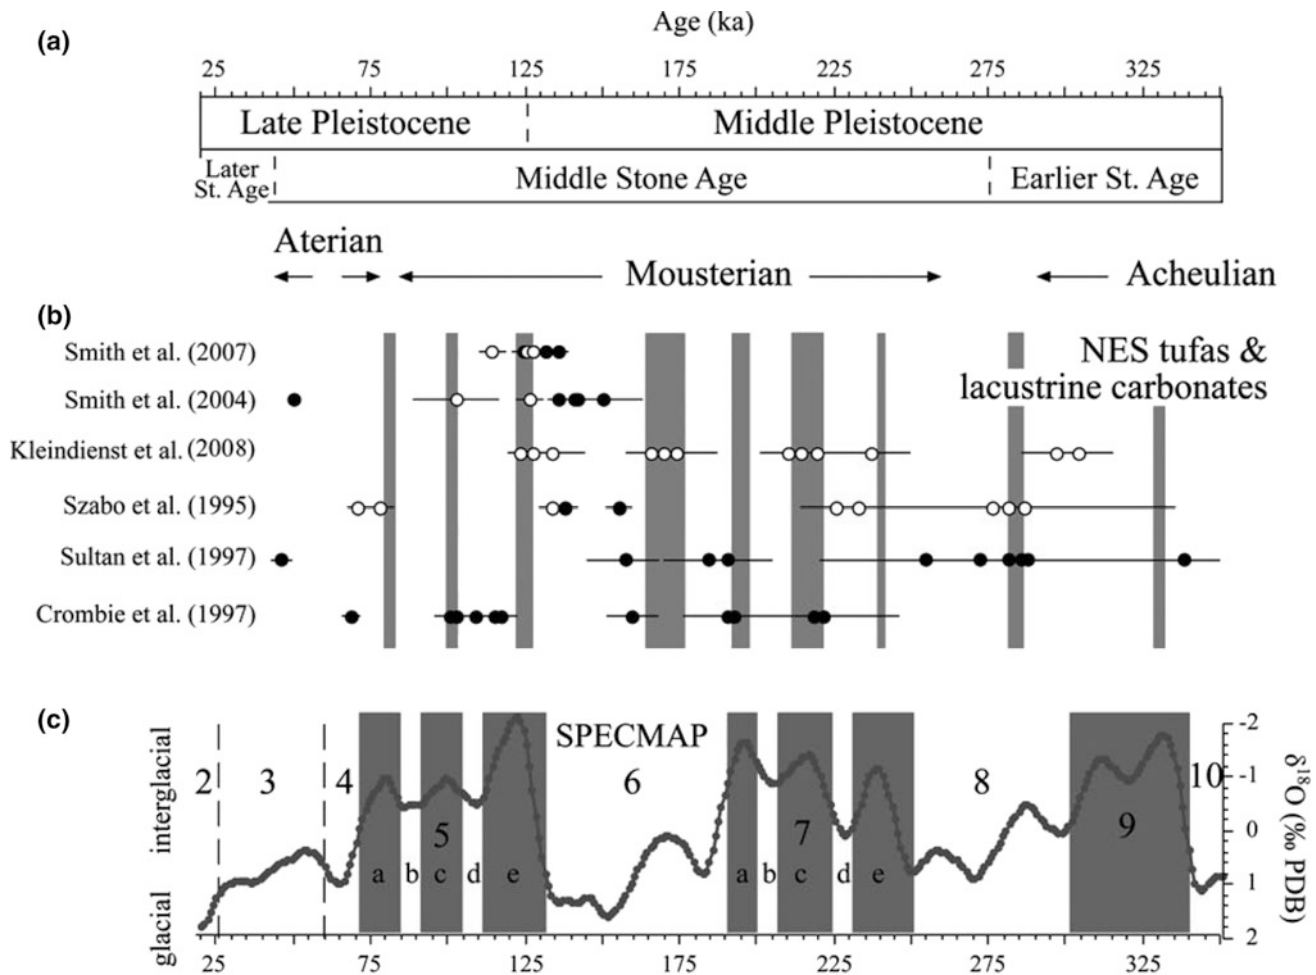 Age (ka)
(a)
25 75 125 175 225 275 325
Late Pleistocene Middle Pleistocene
Later
St. Age
Middle Stone Age Earlier St. Age
Aterian
Mousterian Acheulian
(b)
Smith et al. (2007)
NES tufas &
lacustrine carbonates
Smith et al. (2004)
Kleindienst et al. (2008)
Szabo et al. (1995)
Sultan et al. (1997)
Crombie et al. (1997)
(c)
SPECMAP
interglacial
glacial
2 3 4 5 6 7 8 9 10
a b c d e a b c d e
-2
-1
0
1
2
δ18O (‰ PDB)
25 75 125 175 225 275 325